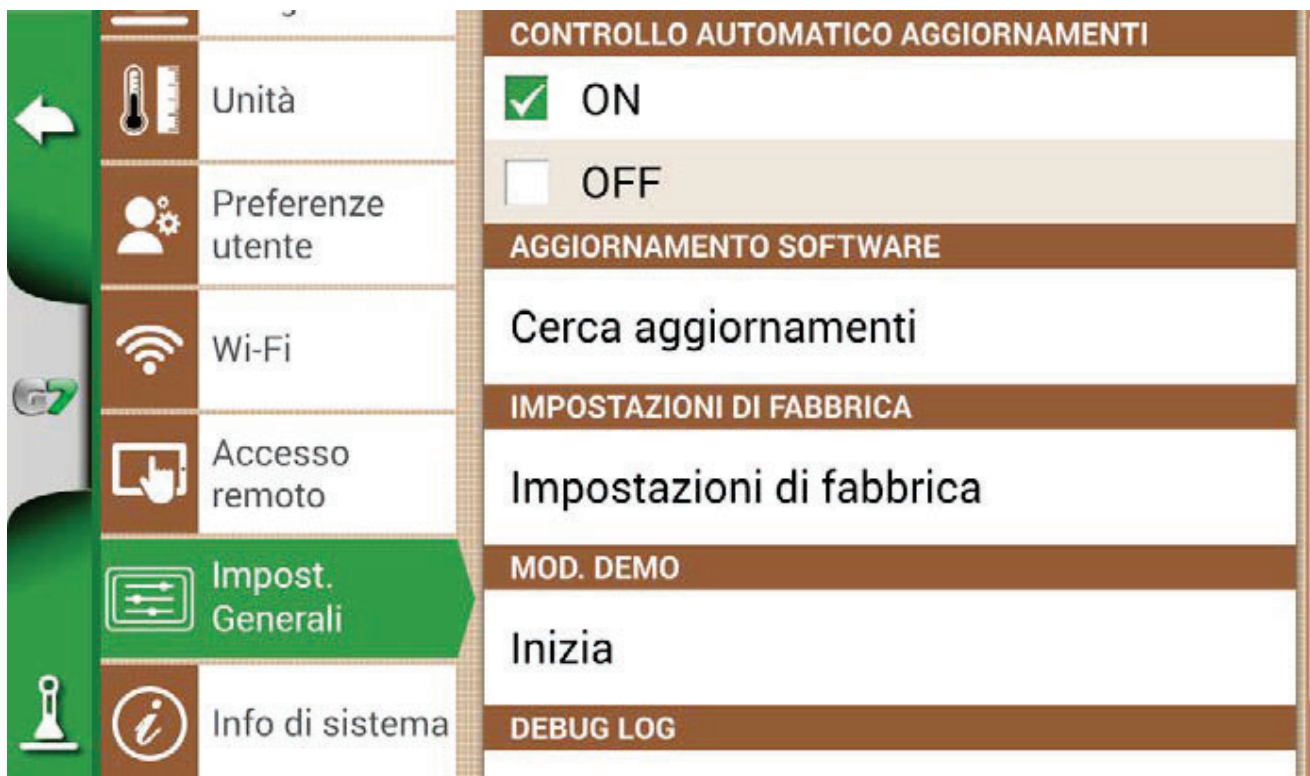 Unità
Preferenze
utente
Wi-Fi
Accesso
remoto
Impost.
Generali
Info di sistema
G7
CONTROLLO AUTOMATICO AGGIORNAMENTI
ON
OFF
AGGIORNAMENTO SOFTWARE
Cerca aggiornamenti
IMPOSTAZIONI DI FABBRICA
Impostazioni di fabbrica
MOD. DEMO
Inizia
DEBUG LOG